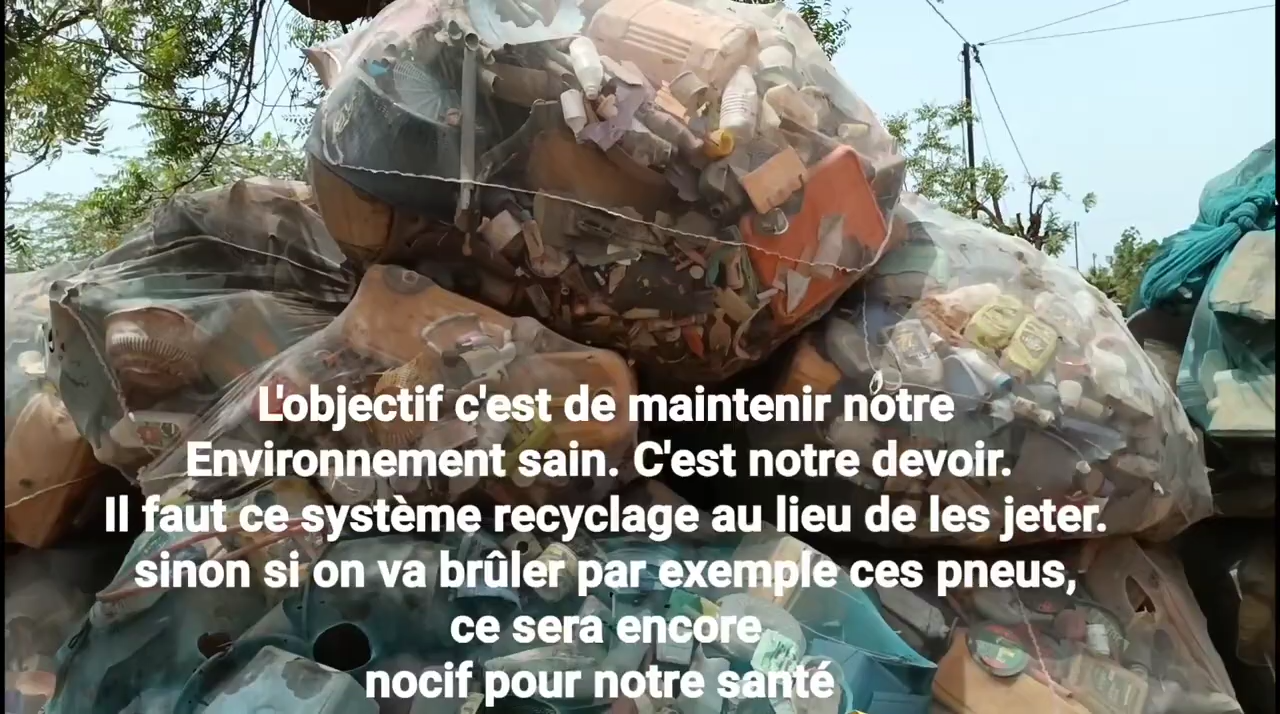 L'objectif c'est de maintenir notre
Environnement sain. C'est notre devoir.
Il faut ce système recyclage au lieu de les jeter.
sinon si on va brûler par exemple ces pneus,
ce sera encore
nocif pour notre santé